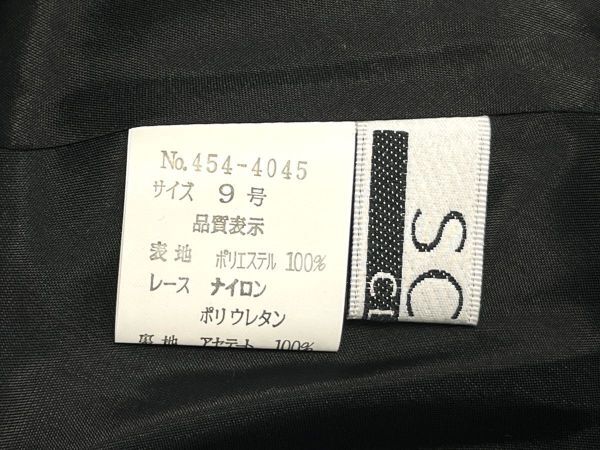 No.454-4045
サイズ 9号
品質表示
表地 ポリエステル 100%
レース ナイロン
ポリウレタン
裏地 アセテート 100%
SC